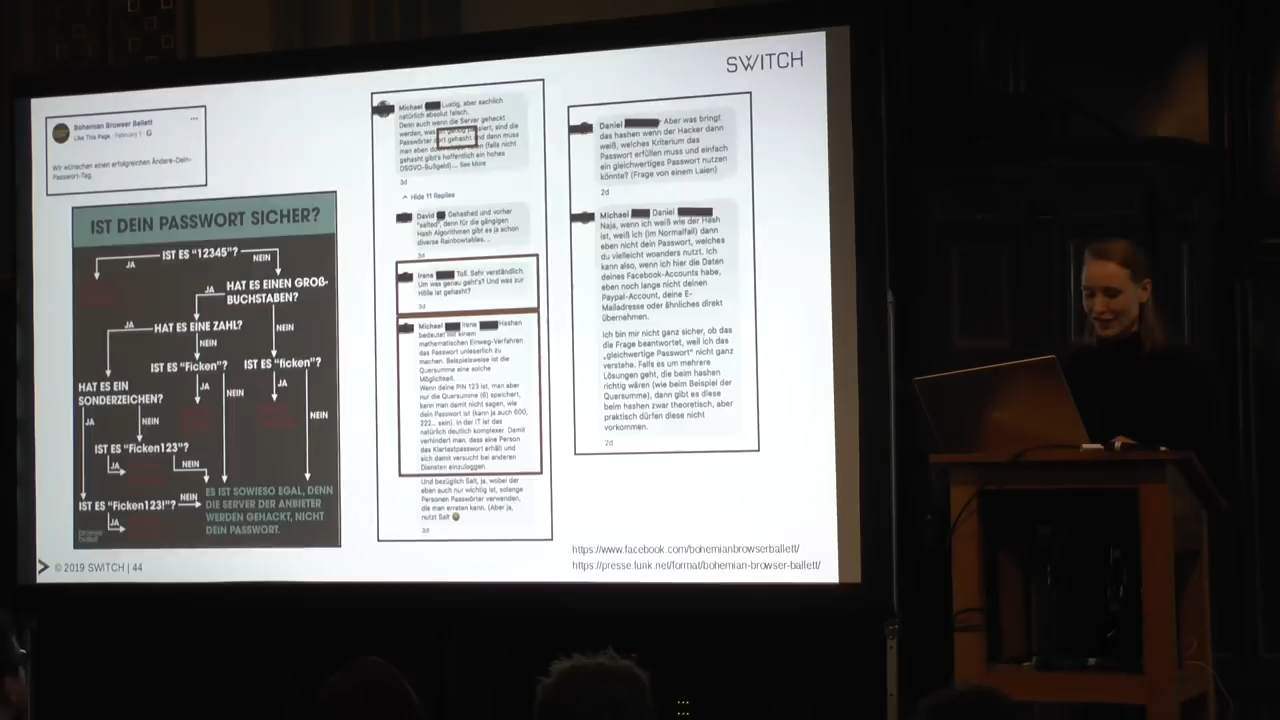 SWITCH
Bohemian Browser Ballett
Like This Page · February 1
Wir wünschen einen erfolgreichen Ändere-Dein-
Passwort-Tag.
IST DEIN PASSWORT SICHER?
IST ES "12345"?
JA
NEIN
HAT ES EINEN GROß-
BUCHSTABEN?
JA
NEIN
HAT ES EINE ZAHL?
JA
NEIN
IST ES "Ficken"?
JA
NEIN
IST ES "ficken"?
JA
NEIN
HAT ES EIN
SONDERZEICHEN?
JA
NEIN
IST ES "Ficken123"?
JA
NEIN
IST ES "Ficken123!"?
NEIN
JA
ES IST SOWIESO EGAL, DENN
DIE SERVER DER ANBIETER
WERDEN GEHACKT, NICHT
DEIN PASSWORT.
Michael Lustig, aber sachlich
natürlich absolut falsch.
Denn auch wenn die Server gehackt
werden, was genug passiert, sind die
Passwörter dort gehasht und dann muss
man eben (falls nicht
gehasht gibt's hoffentlich ein hohes
DSGVO-Bußgeld)... See More
3d
Hide 11 Replies
David Gehashed und vorher
"salted", denn für die gängigen
Hash Algorithmen gibt es ja schon
diverse Rainbowtables. .
3d
Irene Toll. Sehr verständlich.
Um was genau geht's? Und was zur
Hölle ist gehasht?
3d
Michael Irene Hashen
bedeutet mit einem
mathematischen Einweg-Verfahren
das Passwort unleserlich zu
machen. Beispielsweise ist die
Quersumme eine solche
Möglichkeit.
Wenn deine PIN 123 ist, man aber
nur die Quersumme (6) speichert,
kann man damit nicht sagen, wie
dein Passwort ist (kann ja auch 600,
222... sein). In der IT ist das
natürlich deutlich komplexer. Damit
verhindert man, dass eine Person
das Klartextpasswort erhält und
sich damit versucht bei anderen
Diensten einzuloggen.
Und bezüglich Salt, ja, wobei der
eben auch nur wichtig ist, solange
Personen Passwörter verwenden,
die man erraten kann. (Aber ja,
nutzt Salt
3d
Daniel Aber was bringt
das hashen wenn der Hacker dann
weiß, welches Kriterium das
Passwort erfüllen muss und einfach
ein gleichwertiges Passwort nutzen
könnte? (Frage von einem Laien)
2d
Michael Daniel
Naja, wenn ich weiß wie der Hash
ist, weiß ich (im Normalfall) dann
eben nicht dein Passwort, welches
du vielleicht woanders nutzt. Ich
kann also, wenn ich hier die Daten
deines Facebook-Accounts habe,
eben noch lange nicht deinen
Paypal-Account, deine E-
Mailadresse oder ähnliches direkt
übernehmen.
Ich bin mir nicht ganz sicher, ob das
die Frage beantwortet, weil ich das
„gleichwertige Passwort" nicht ganz
verstehe. Falls es um mehrere
Lösungen geht, die beim hashen
richtig wären (wie beim Beispiel der
Quersumme), dann gibt es diese
beim hashen zwar theoretisch, aber
praktisch dürfen diese nicht
vorkommen.
2d
https://www.facebook.com/bohemianbrowserballett/
https://presse.funk.net/format/bohemian-browser-ballett/
© 2019 SWITCH | 44